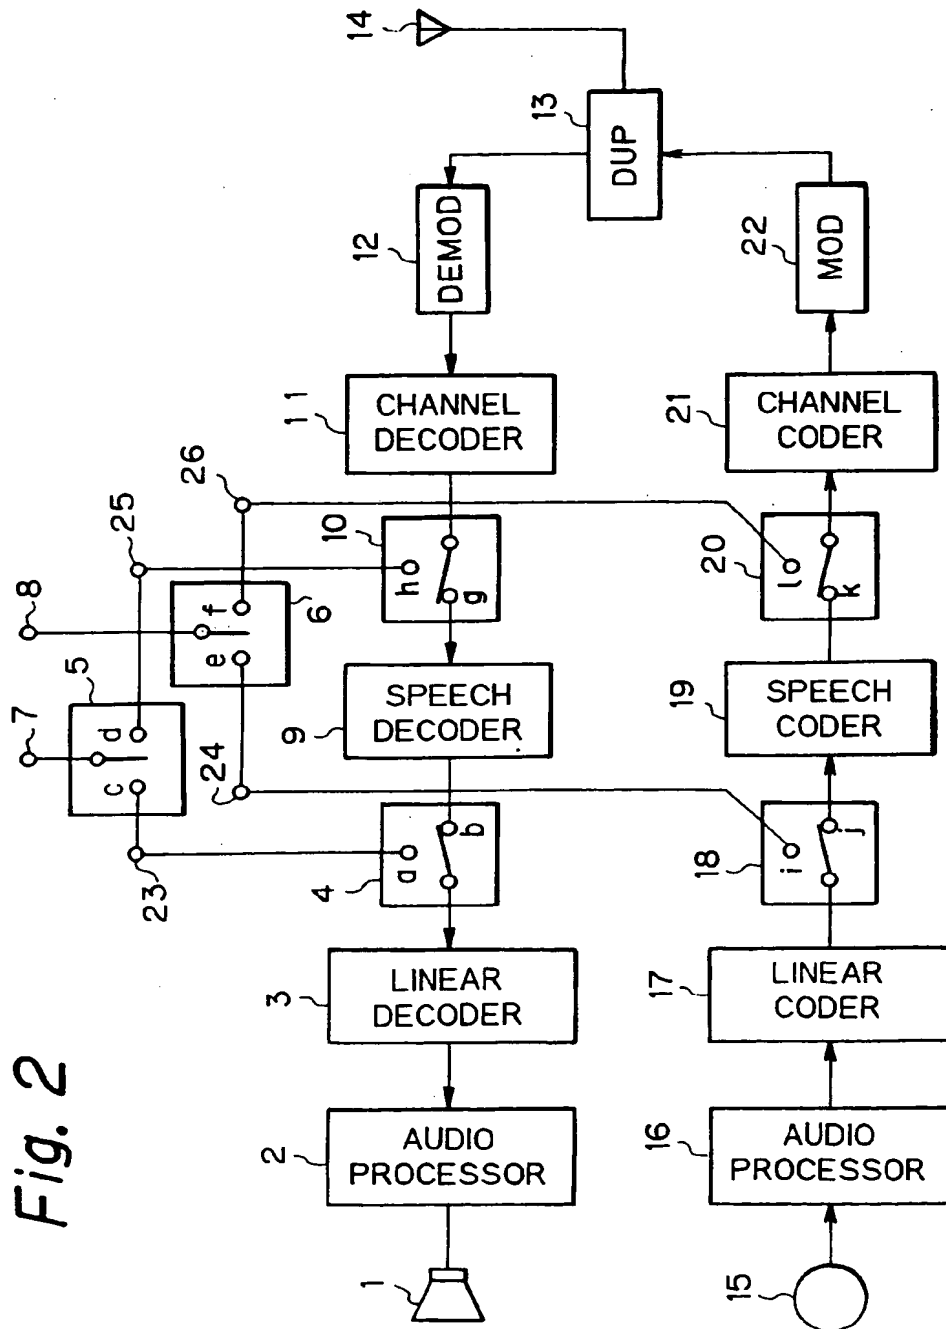 Fig. 2
7
8
5
c
d
25
6
e
f
26
23
24
1
2
AUDIO
PROCESSOR
3
LINEAR
DECODER
4
a
b
9
SPEECH
DECODER
10
h
g
11
CHANNEL
DECODER
12
DEMOD
13
DUP
14
15
16
AUDIO
PROCESSOR
17
LINEAR
CODER
18
i
j
19
SPEECH
CODER
20
l
k
21
CHANNEL
CODER
22
MOD